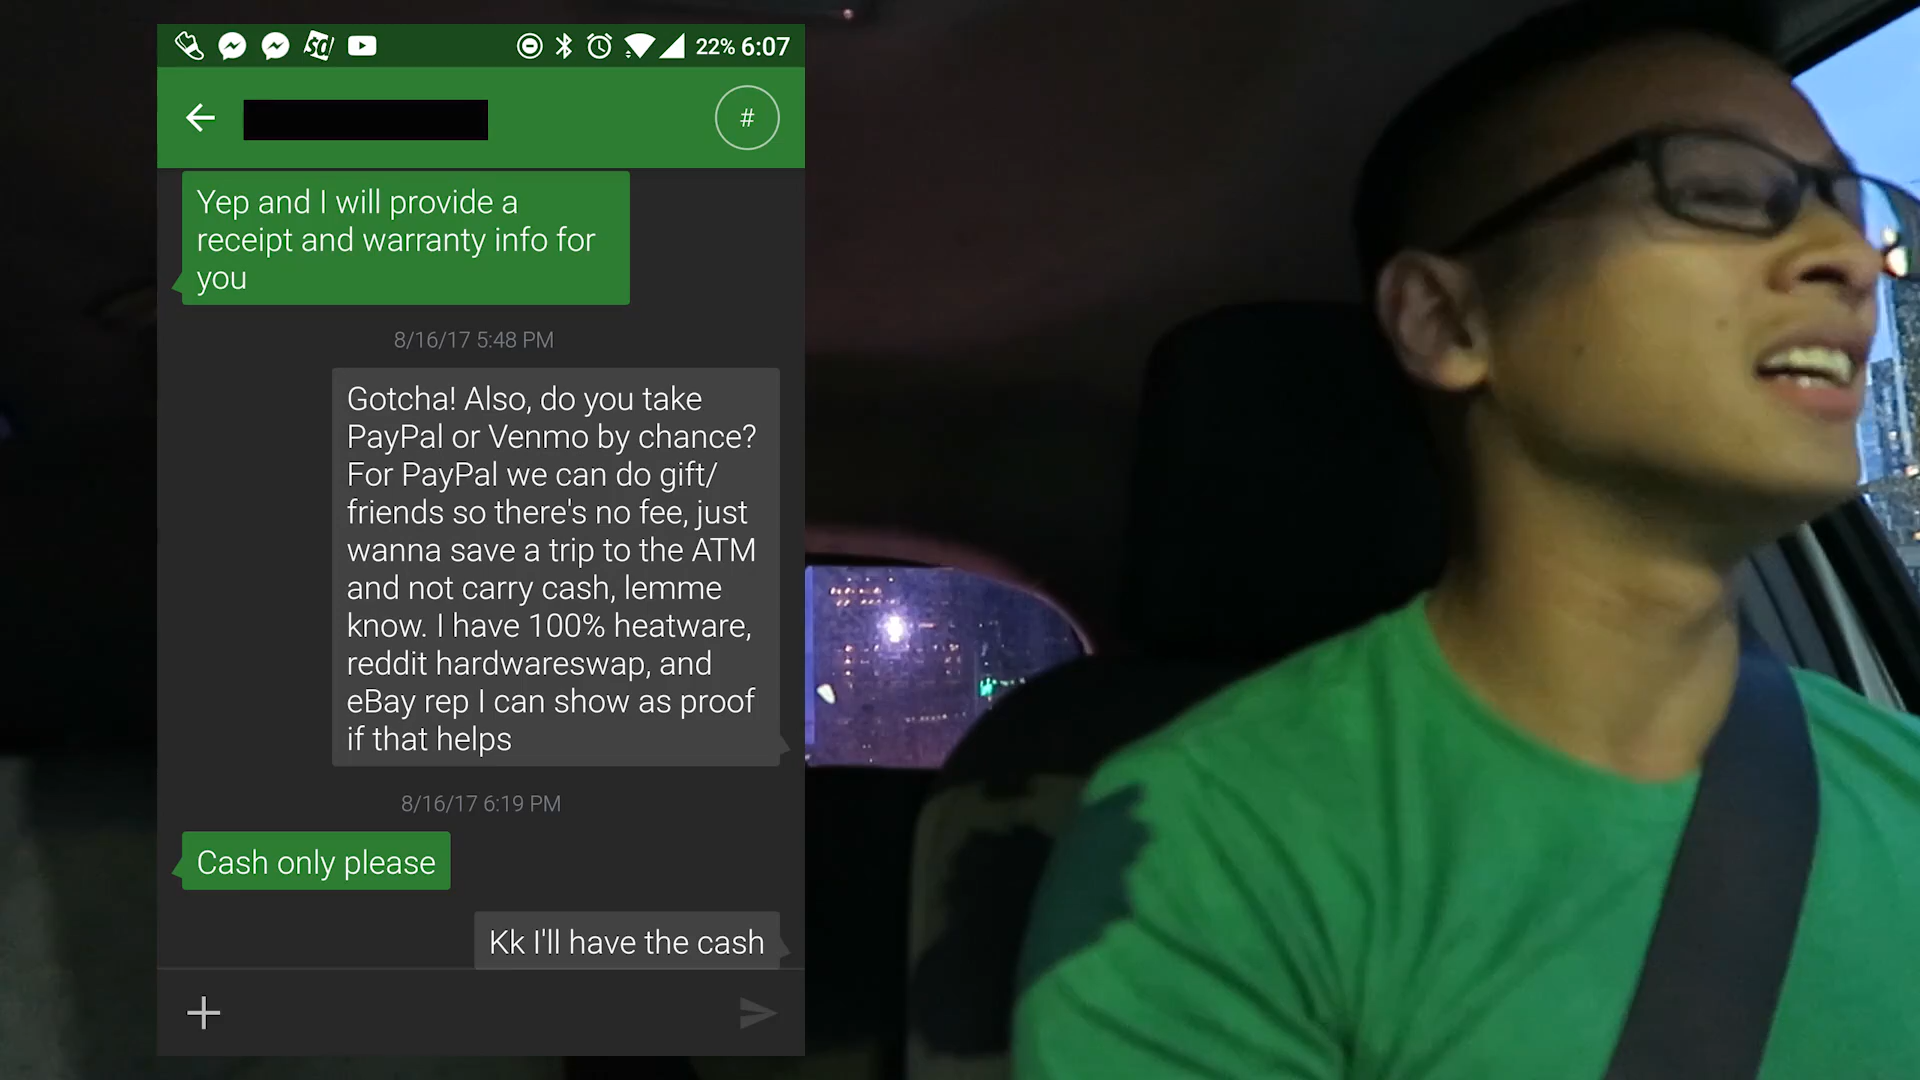 22% 6:07
#
Yep and I will provide a
receipt and warranty info for
you
8/16/17 5:48 PM
Gotcha! Also, do you take
PayPal or Venmo by chance?
For PayPal we can do gift/
friends so there's no fee, just
wanna save a trip to the ATM
and not carry cash, lemme
know. I have 100% heatware,
reddit hardwareswap, and
eBay rep I can show as proof
if that helps
8/16/17 6:19 PM
Cash only please
Kk I'll have the cash